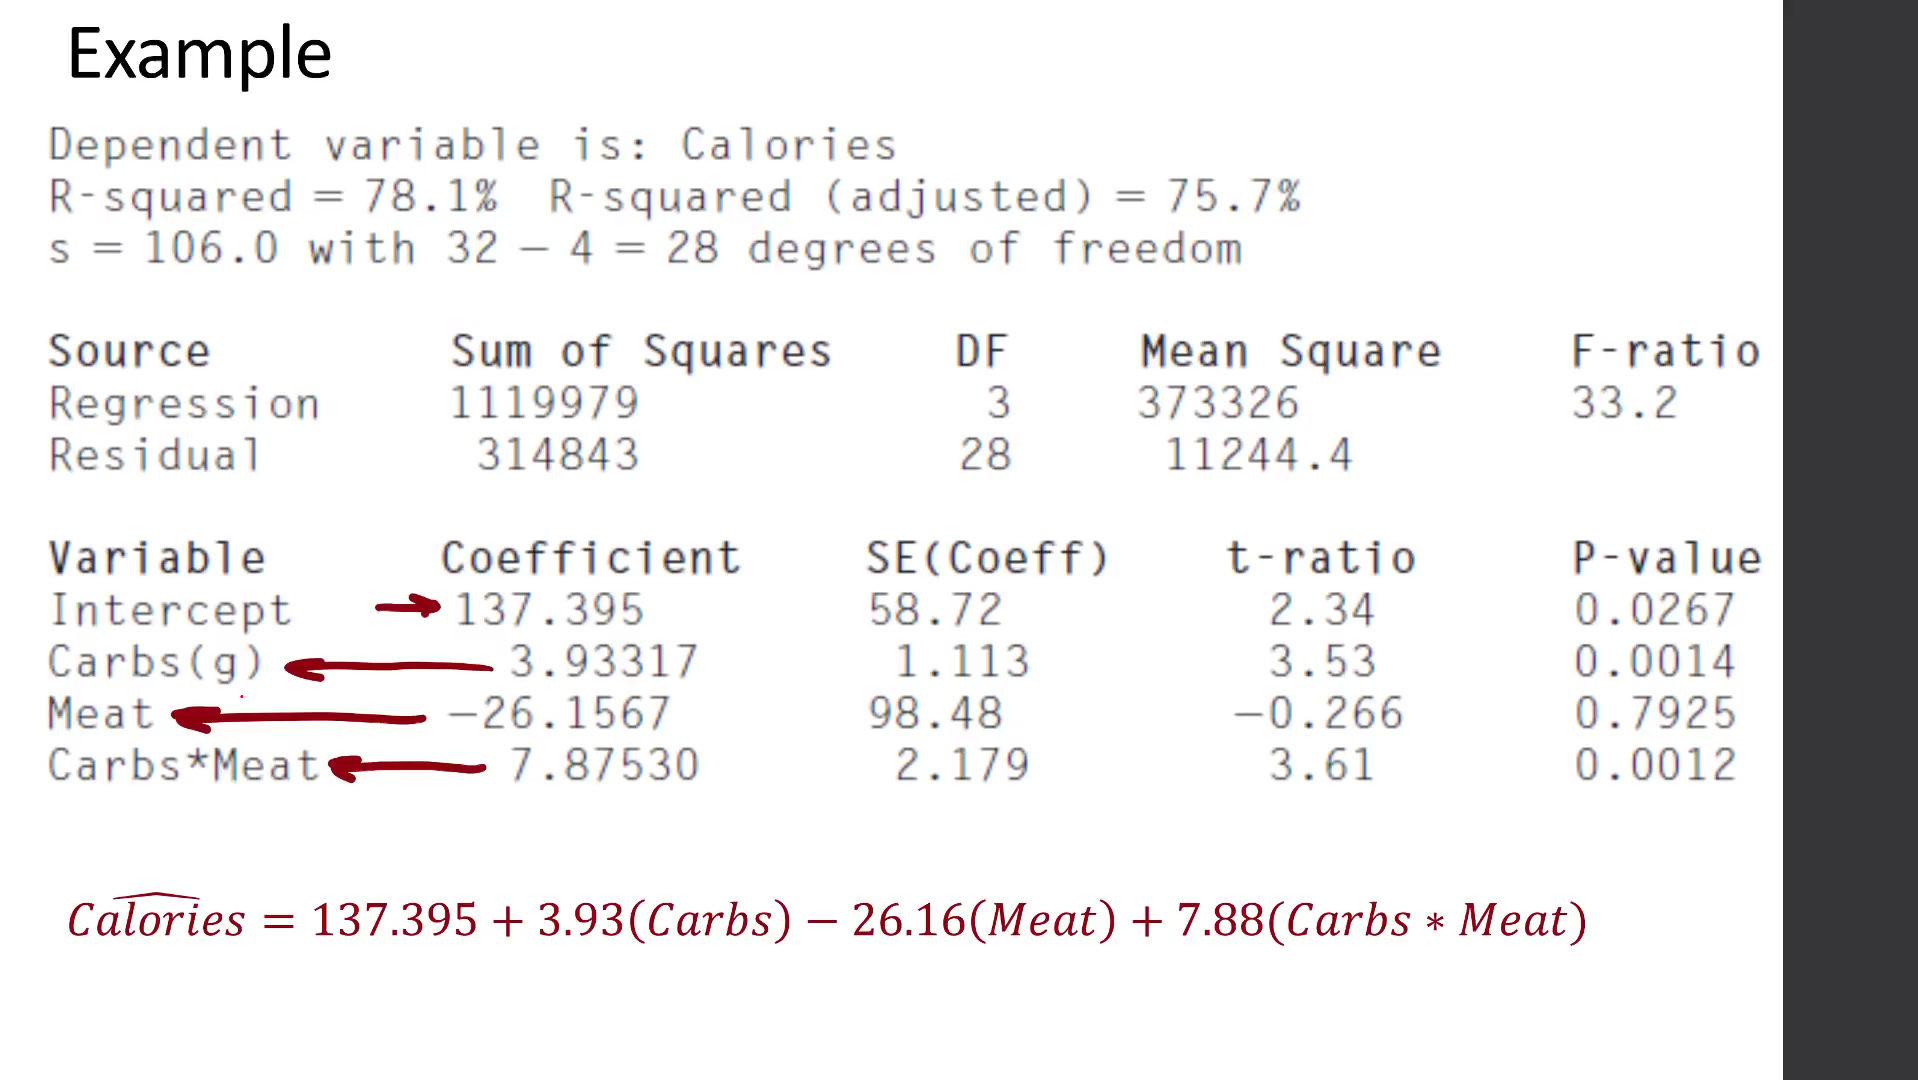 Example
Dependent variable is: Calories
R-squared = 78.1% R-squared (adjusted) = 75.7%
s = 106.0 with 32 − 4 = 28 degrees of freedom
Source Sum of Squares DF Mean Square F-ratio
Regression 1119979 3 373326 33.2
Residual 314843 28 11244.4
Variable Coefficient SE(Coeff) t-ratio P-value
Intercept 137.395 58.72 2.34 0.0267
Carbs(g) 3.93317 1.113 3.53 0.0014
Meat −26.1567 98.48 −0.266 0.7925
Carbs*Meat 7.87530 2.179 3.61 0.0012
Calories = 137.395 + 3.93(Carbs) − 26.16(Meat) + 7.88(Carbs ∗ Meat)